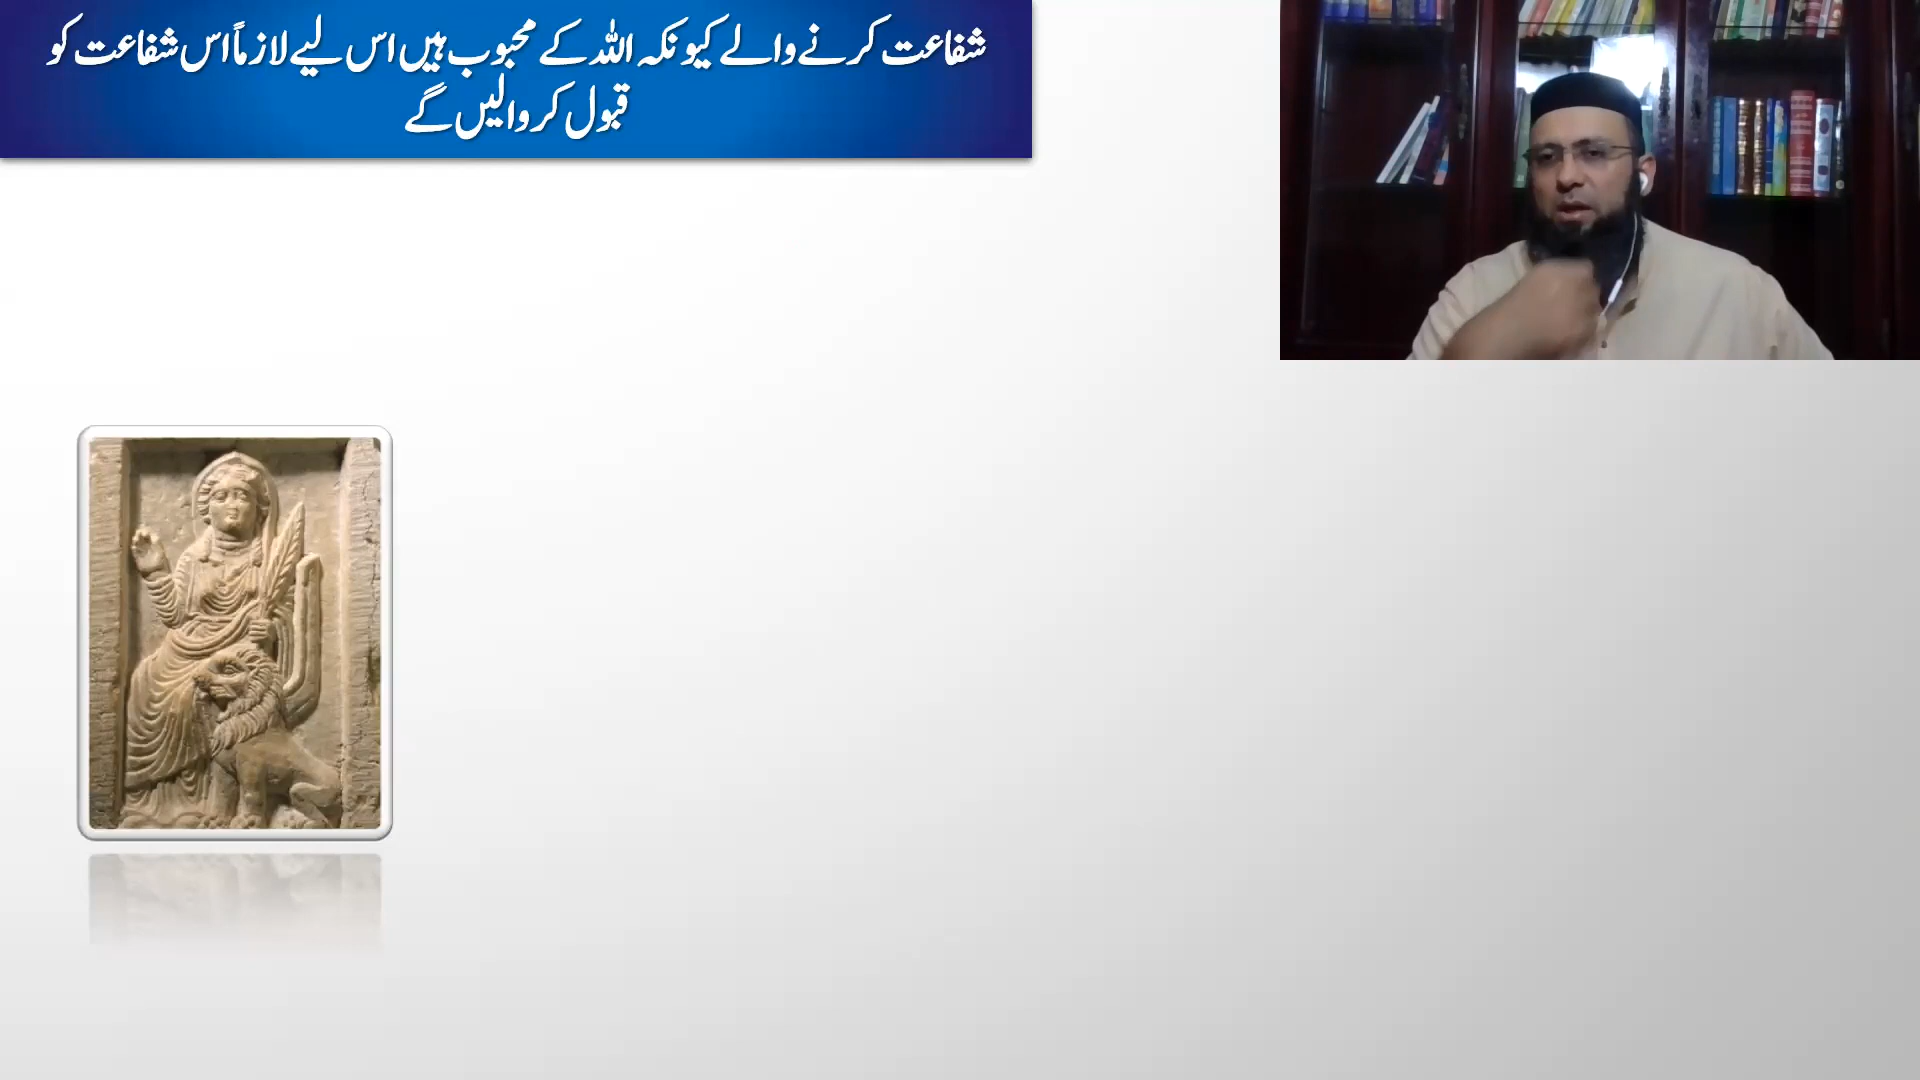 شفاعت کرنے والے کیونکہ اللہ کے محبوب ہیں اس لیے لازماً اس شفاعت کو
قبول کروالیں گے